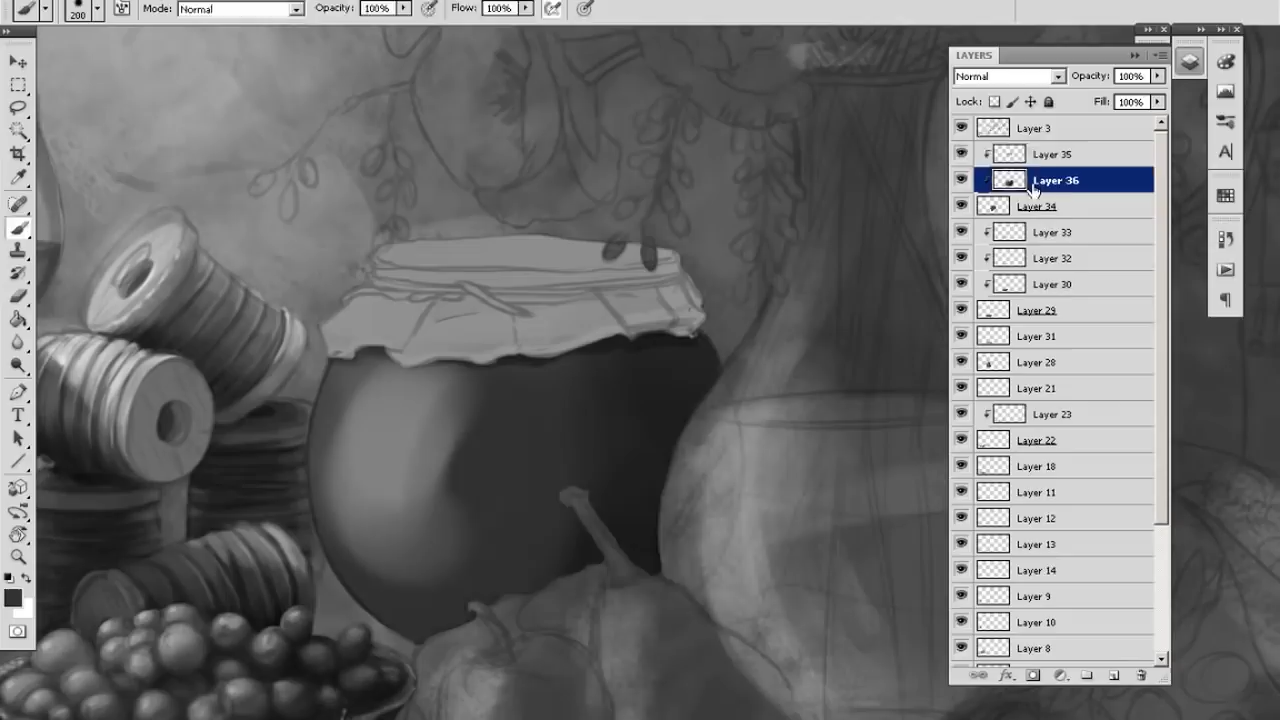 Mode: Normal Opacity: 100% Flow: 100%
200
LAYERS
Normal Opacity: 100%
Lock: Fill: 100%
Layer 3
Layer 35
Layer 36
Layer 34
Layer 33
Layer 32
Layer 30
Layer 29
Layer 31
Layer 28
Layer 21
Layer 23
Layer 22
Layer 18
Layer 11
Layer 12
Layer 13
Layer 14
Layer 9
Layer 10
Layer 8